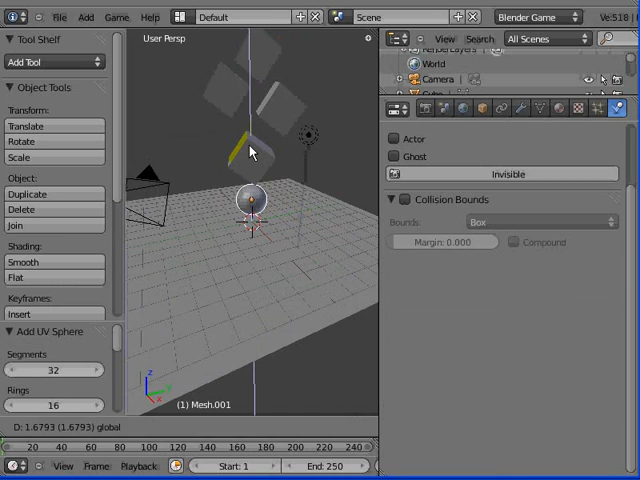 File Add Game Help Default Scene Blender Game Ve:518 |
Tool Shelf
Add Tool
Object Tools
Transform:
Translate
Rotate
Scale
Object:
Duplicate
Delete
Join
Shading:
Smooth
Flat
Keyframes:
Insert
Add UV Sphere
Segments
32
Rings
16
User Persp
z
y
x
(1) Mesh.001
D: 1.6793 (1.6793) global
20 40 60 80 100 120 140 160 180 200 220 240
View Frame: Playback Start: 1 End: 250
View Search All Scenes
RenderLayers
World
Camera
Actor
Ghost
Invisible
Collision Bounds
Bounds: Box
Margin: 0.000 Compound